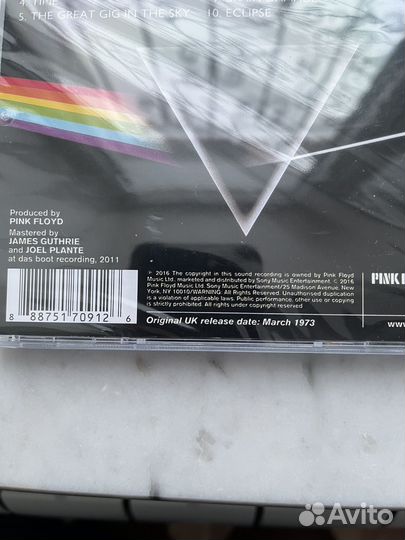 4. TIME
5. THE GREAT GIG IN THE SKY
10. ECLIPSE
Produced by
PINK FLOYD
Mastered by
JAMES GUTHRIE
and JOEL PLANTE
at das boot recording, 2011
℗ 2016 The copyright in this sound recording is owned by Pink Floyd
Music Ltd. marketed and distributed by Sony Music Entertainment./© 2016
Pink Floyd Music Ltd. Sony Music Entertainment/25 Madison Avenue, New
York, NY 10010/WARNING: All Rights Reserved. Unauthorised duplication
is a violation of applicable laws. Public performance, other use or copying
is strictly prohibited. All rights under copyright are reserved
All Rights Reserved
Original UK release date: March 1973
8 88751 70912 6
PINK
www.
Avito